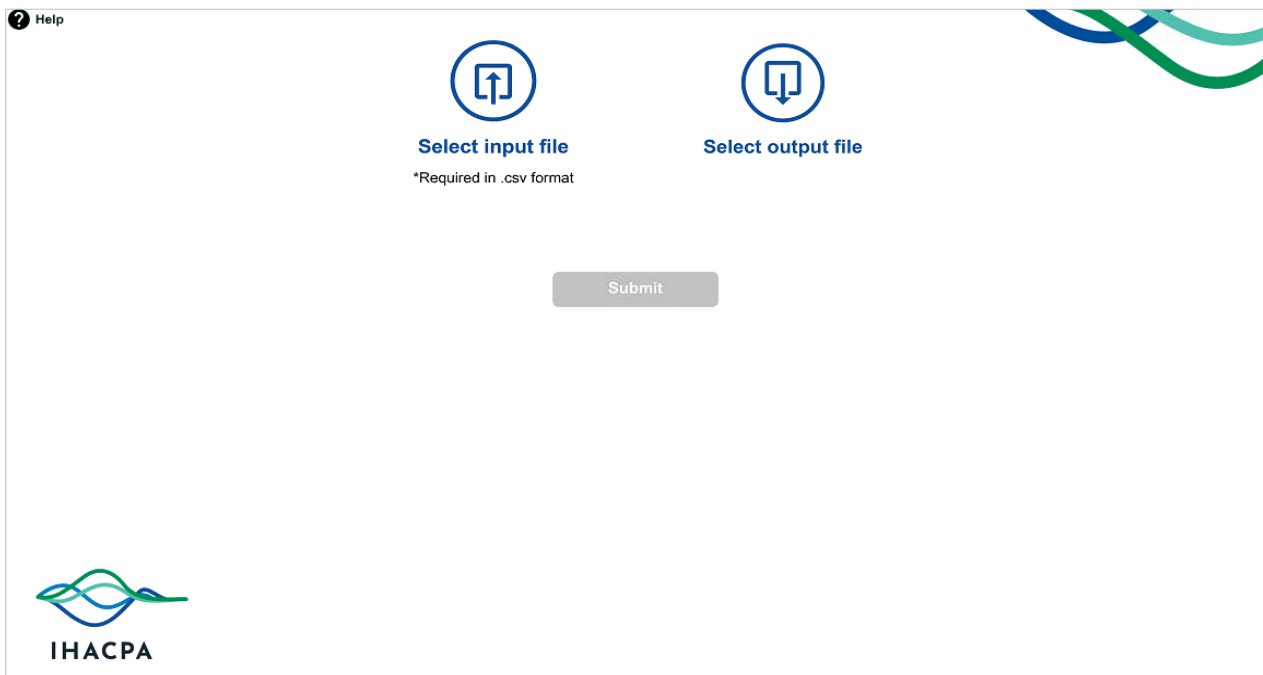 ? Help
Select input file
Select output file
*Required in .csv format
Submit
IHACPA